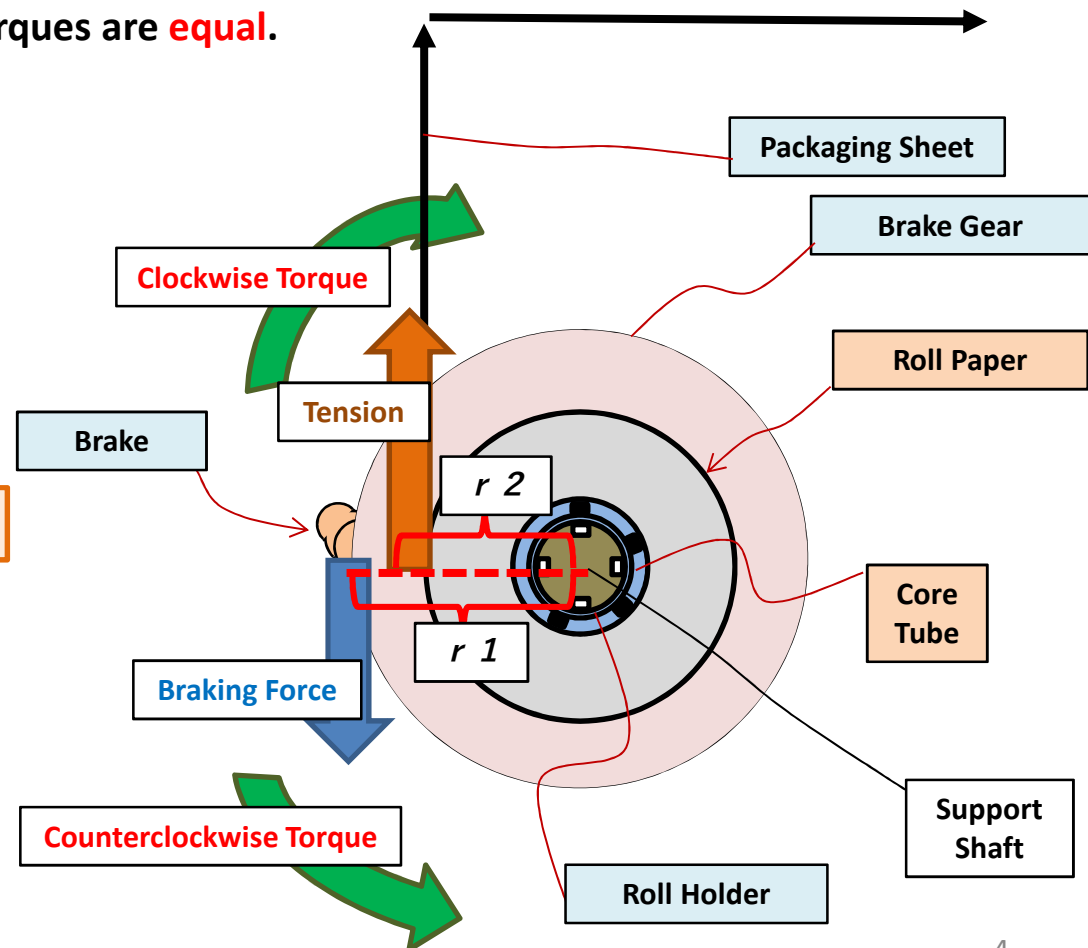 rques are equal.
Packaging Sheet
Brake Gear
Clockwise Torque
Roll Paper
Tension
Brake
r 2
Core
Tube
r 1
Braking Force
Support
Shaft
Counterclockwise Torque
Roll Holder